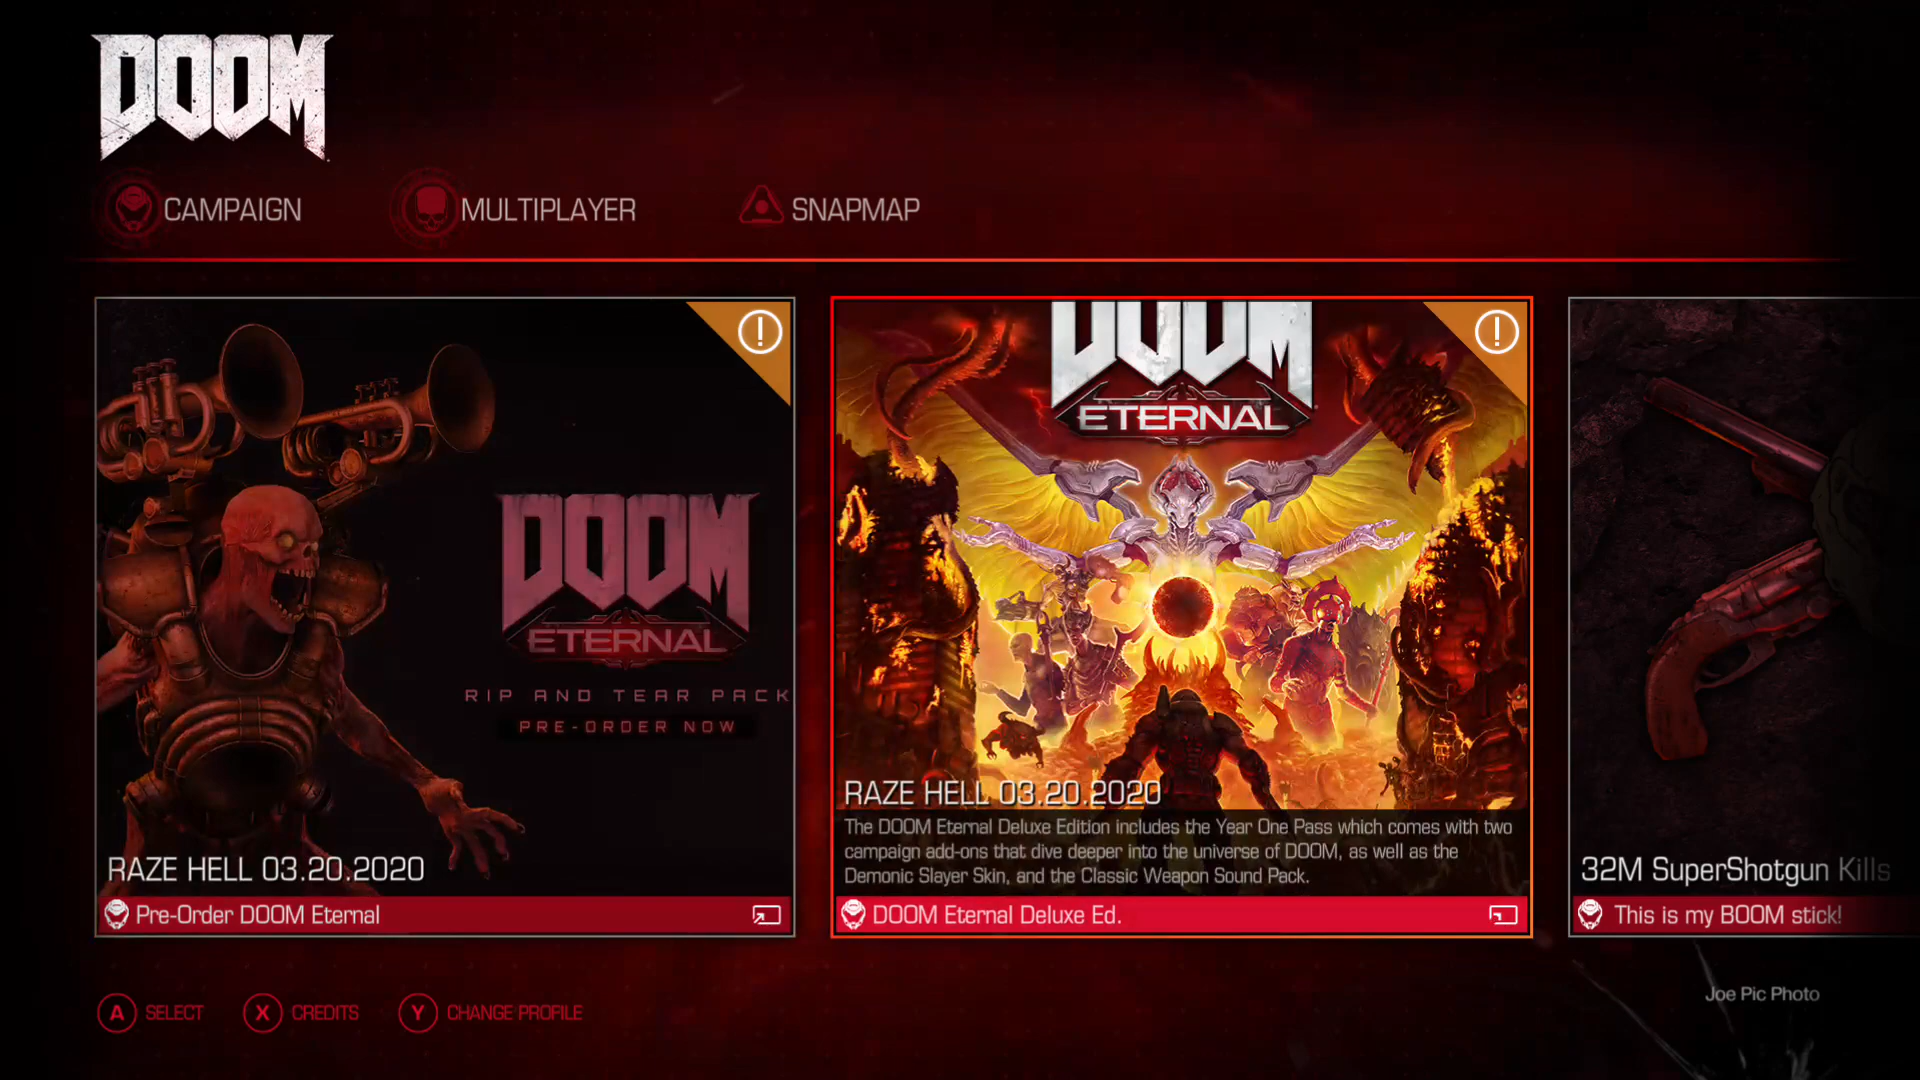 DOOM
CAMPAIGN
MULTIPLAYER
SNAPMAP
DOOM
ETERNAL
RIP AND TEAR PACK
PRE-ORDER NOW
RAZE HELL 03.20.2020
Pre-Order DOOM Eternal
DOOM
ETERNAL
RAZE HELL 03.20.2020
The DOOM Eternal Deluxe Edition includes the Year One Pass which comes with two
campaign add-ons that dive deeper into the universe of DOOM, as well as the
Demonic Slayer Skin, and the Classic Weapon Sound Pack.
DOOM Eternal Deluxe Ed.
32M SuperShotgun Kills
This is my BOOM stick!
A SELECT
X CREDITS
Y CHANGE PROFILE
Joe Pic Photo